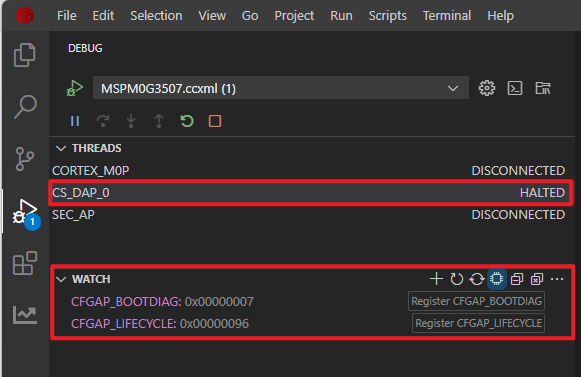 File Edit View Go Project Run Scripts Terminal Help
DEBUG
MSPM0G3507.ccxml (1)
THREADS
CORTEX_M0P DISCONNECTED
CS_DAP_0 HALTED
SEC_AP DISCONNECTED
1
WATCH
CFGAP_BOOTDIAG: 0x00000007 Register CFGAP_BOOTDIAG
CFGAP_LIFECYCLE: 0x00000096 Register CFGAP_LIFECYCLE